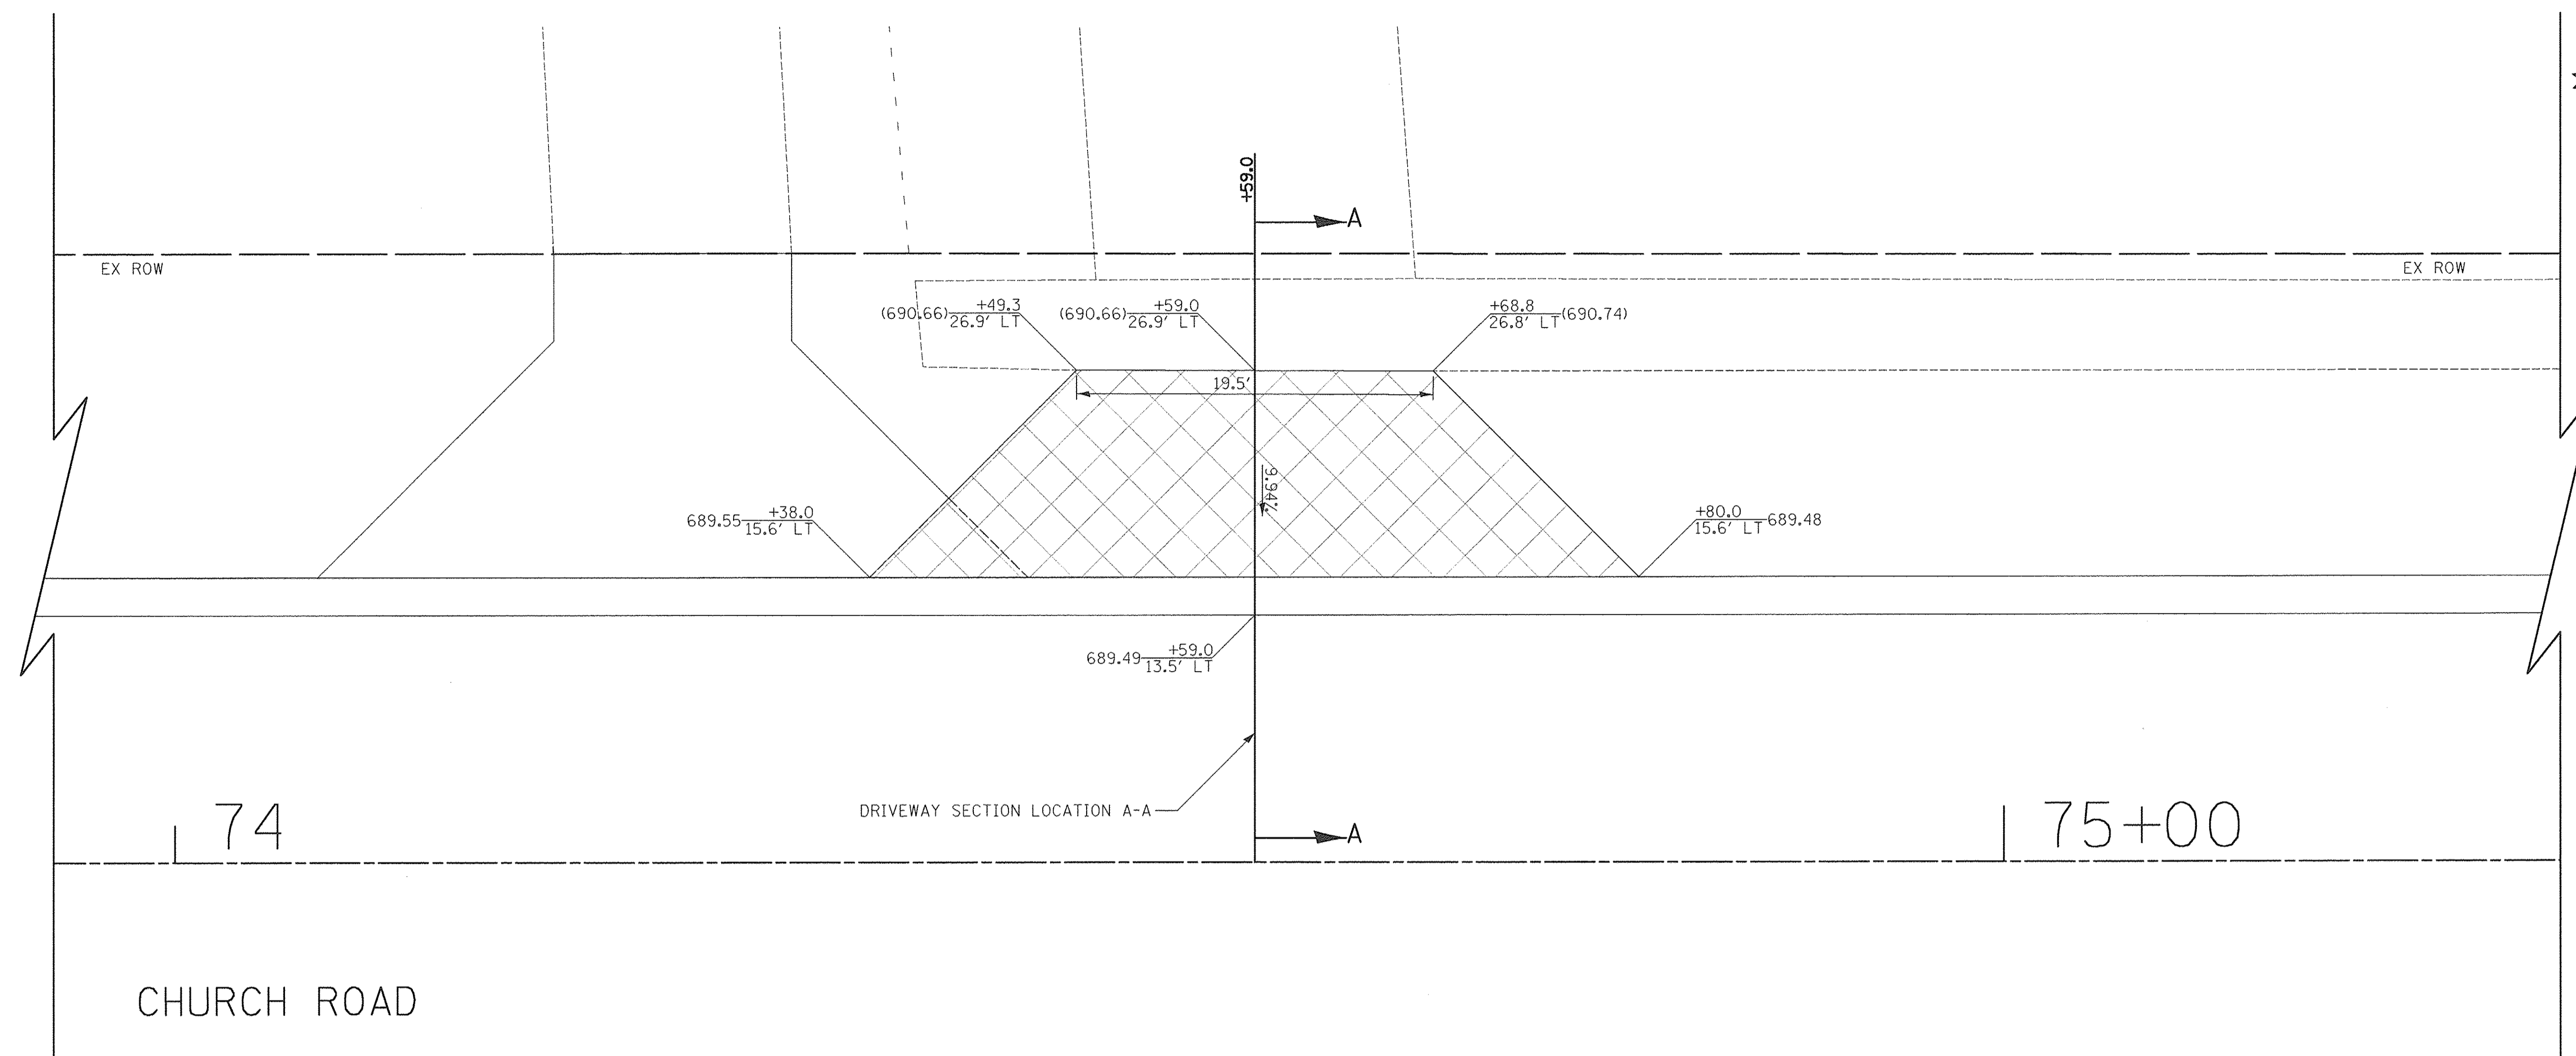 +59.0
A
EX ROW
EX ROW
(690.66) +49.3
26.9' LT
(690.66) +59.0
26.9' LT
+68.8 (690.74)
26.8' LT
19.5'
9.94%
689.55 +38.0
15.6' LT
+80.0 689.48
15.6' LT
689.49 +59.0
13.5' LT
DRIVEWAY SECTION LOCATION A-A
74
75+00
A
CHURCH ROAD